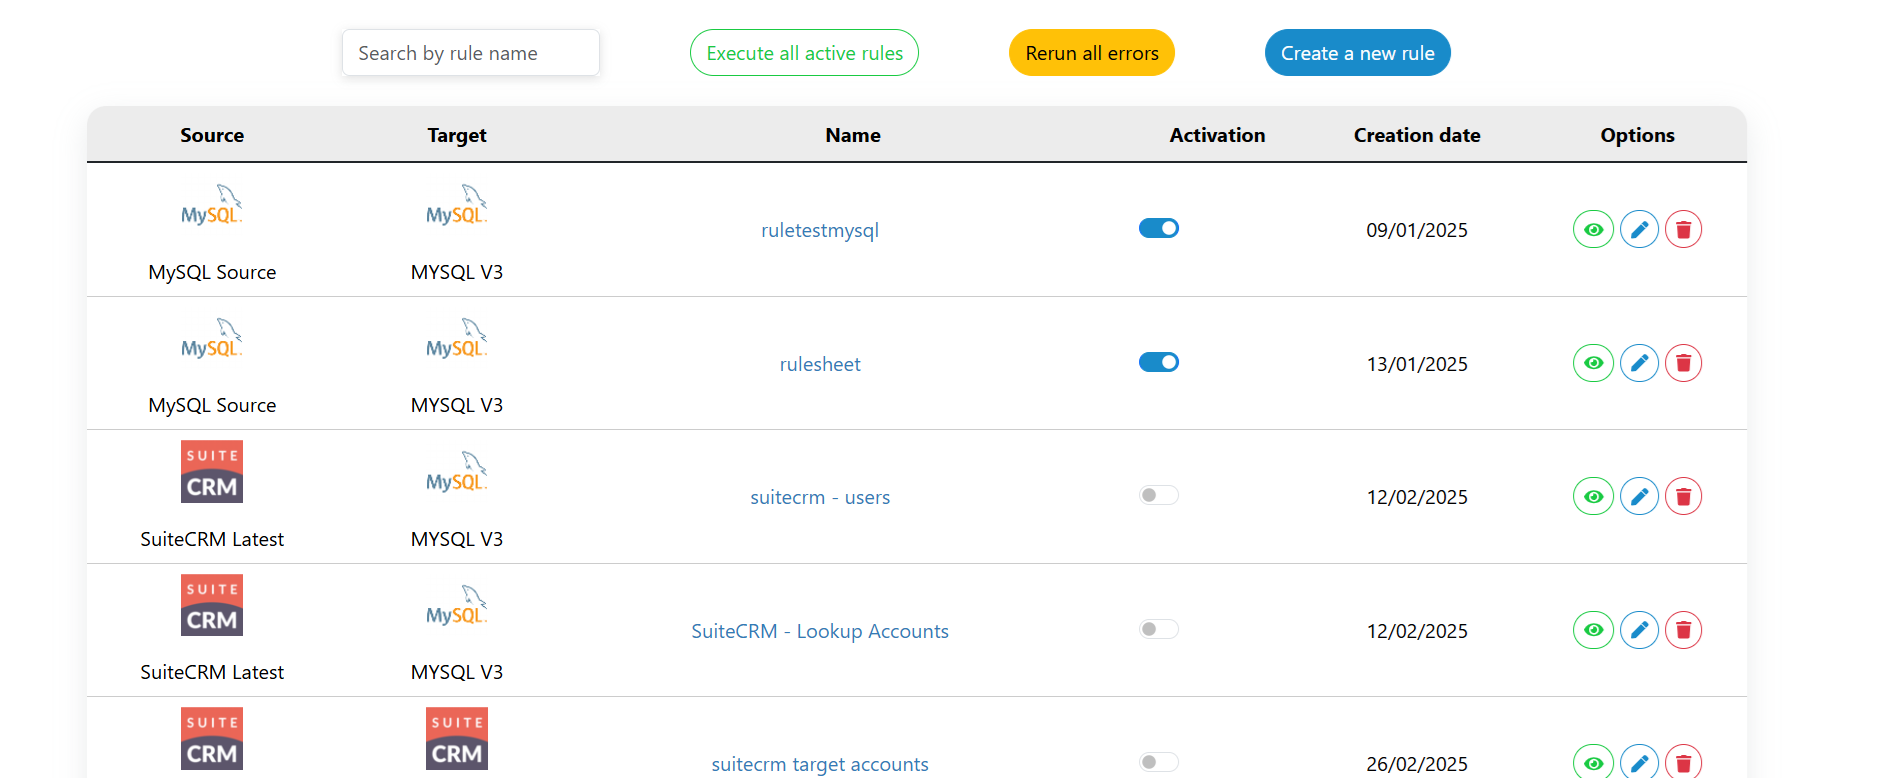 Search by rule name Execute all active rules Rerun all errors Create a new rule
Source Target Name Activation Creation date Options
MySQL. MySQL.
ruletestmysql 09/01/2025
MySQL Source MYSQL V3
MySQL. MySQL.
rulesheet 13/01/2025
MySQL Source MYSQL V3
SUITE
CRM MySQL.
suitecrm - users 12/02/2025
SuiteCRM Latest MYSQL V3
SUITE
CRM MySQL.
SuiteCRM - Lookup Accounts 12/02/2025
SuiteCRM Latest MYSQL V3
SUITE SUITE
CRM CRM
suitecrm target accounts 26/02/2025